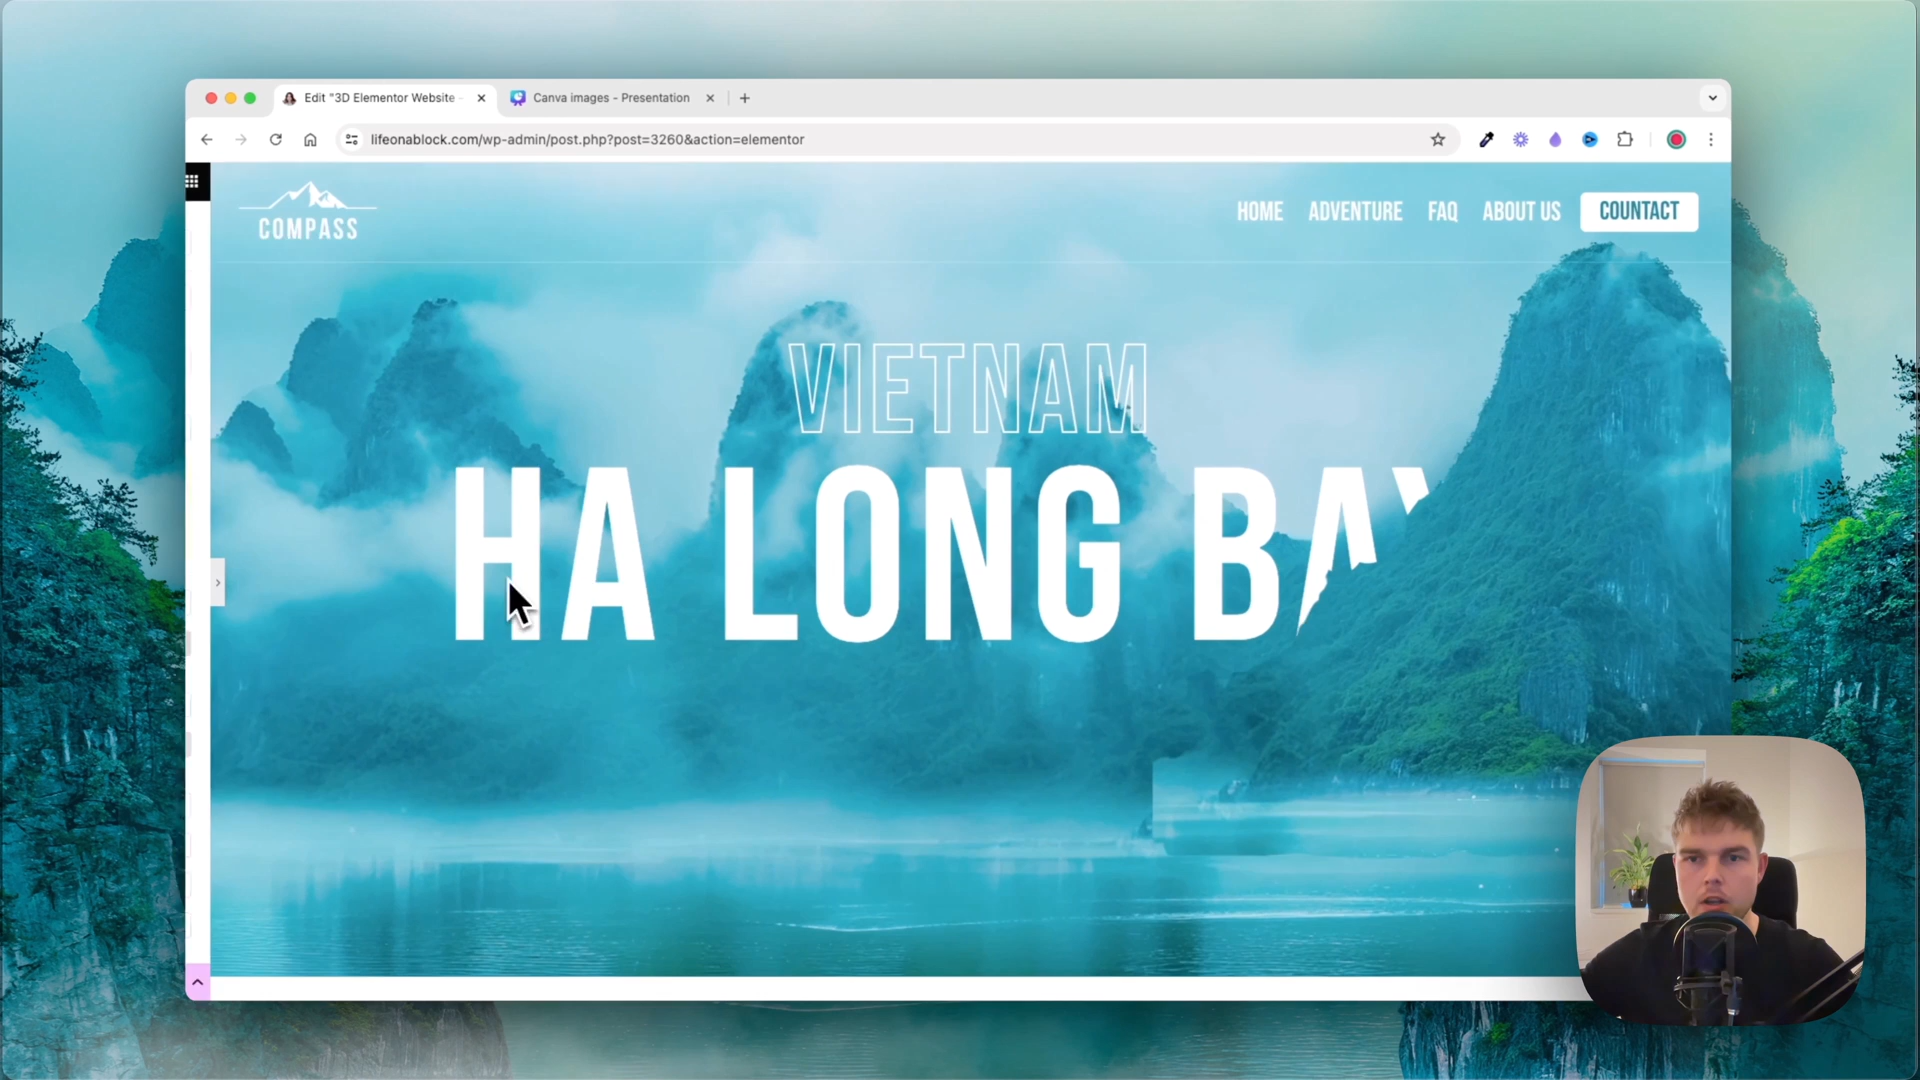 Edit "3D Elementor Website
Canva images - Presentation
lifeonablock.com/wp-admin/post.php?post=3260&action=elementor
COMPASS
HOME ADVENTURE FAQ ABOUT US COUNTACT
VIETNAM
HA LONG BAY